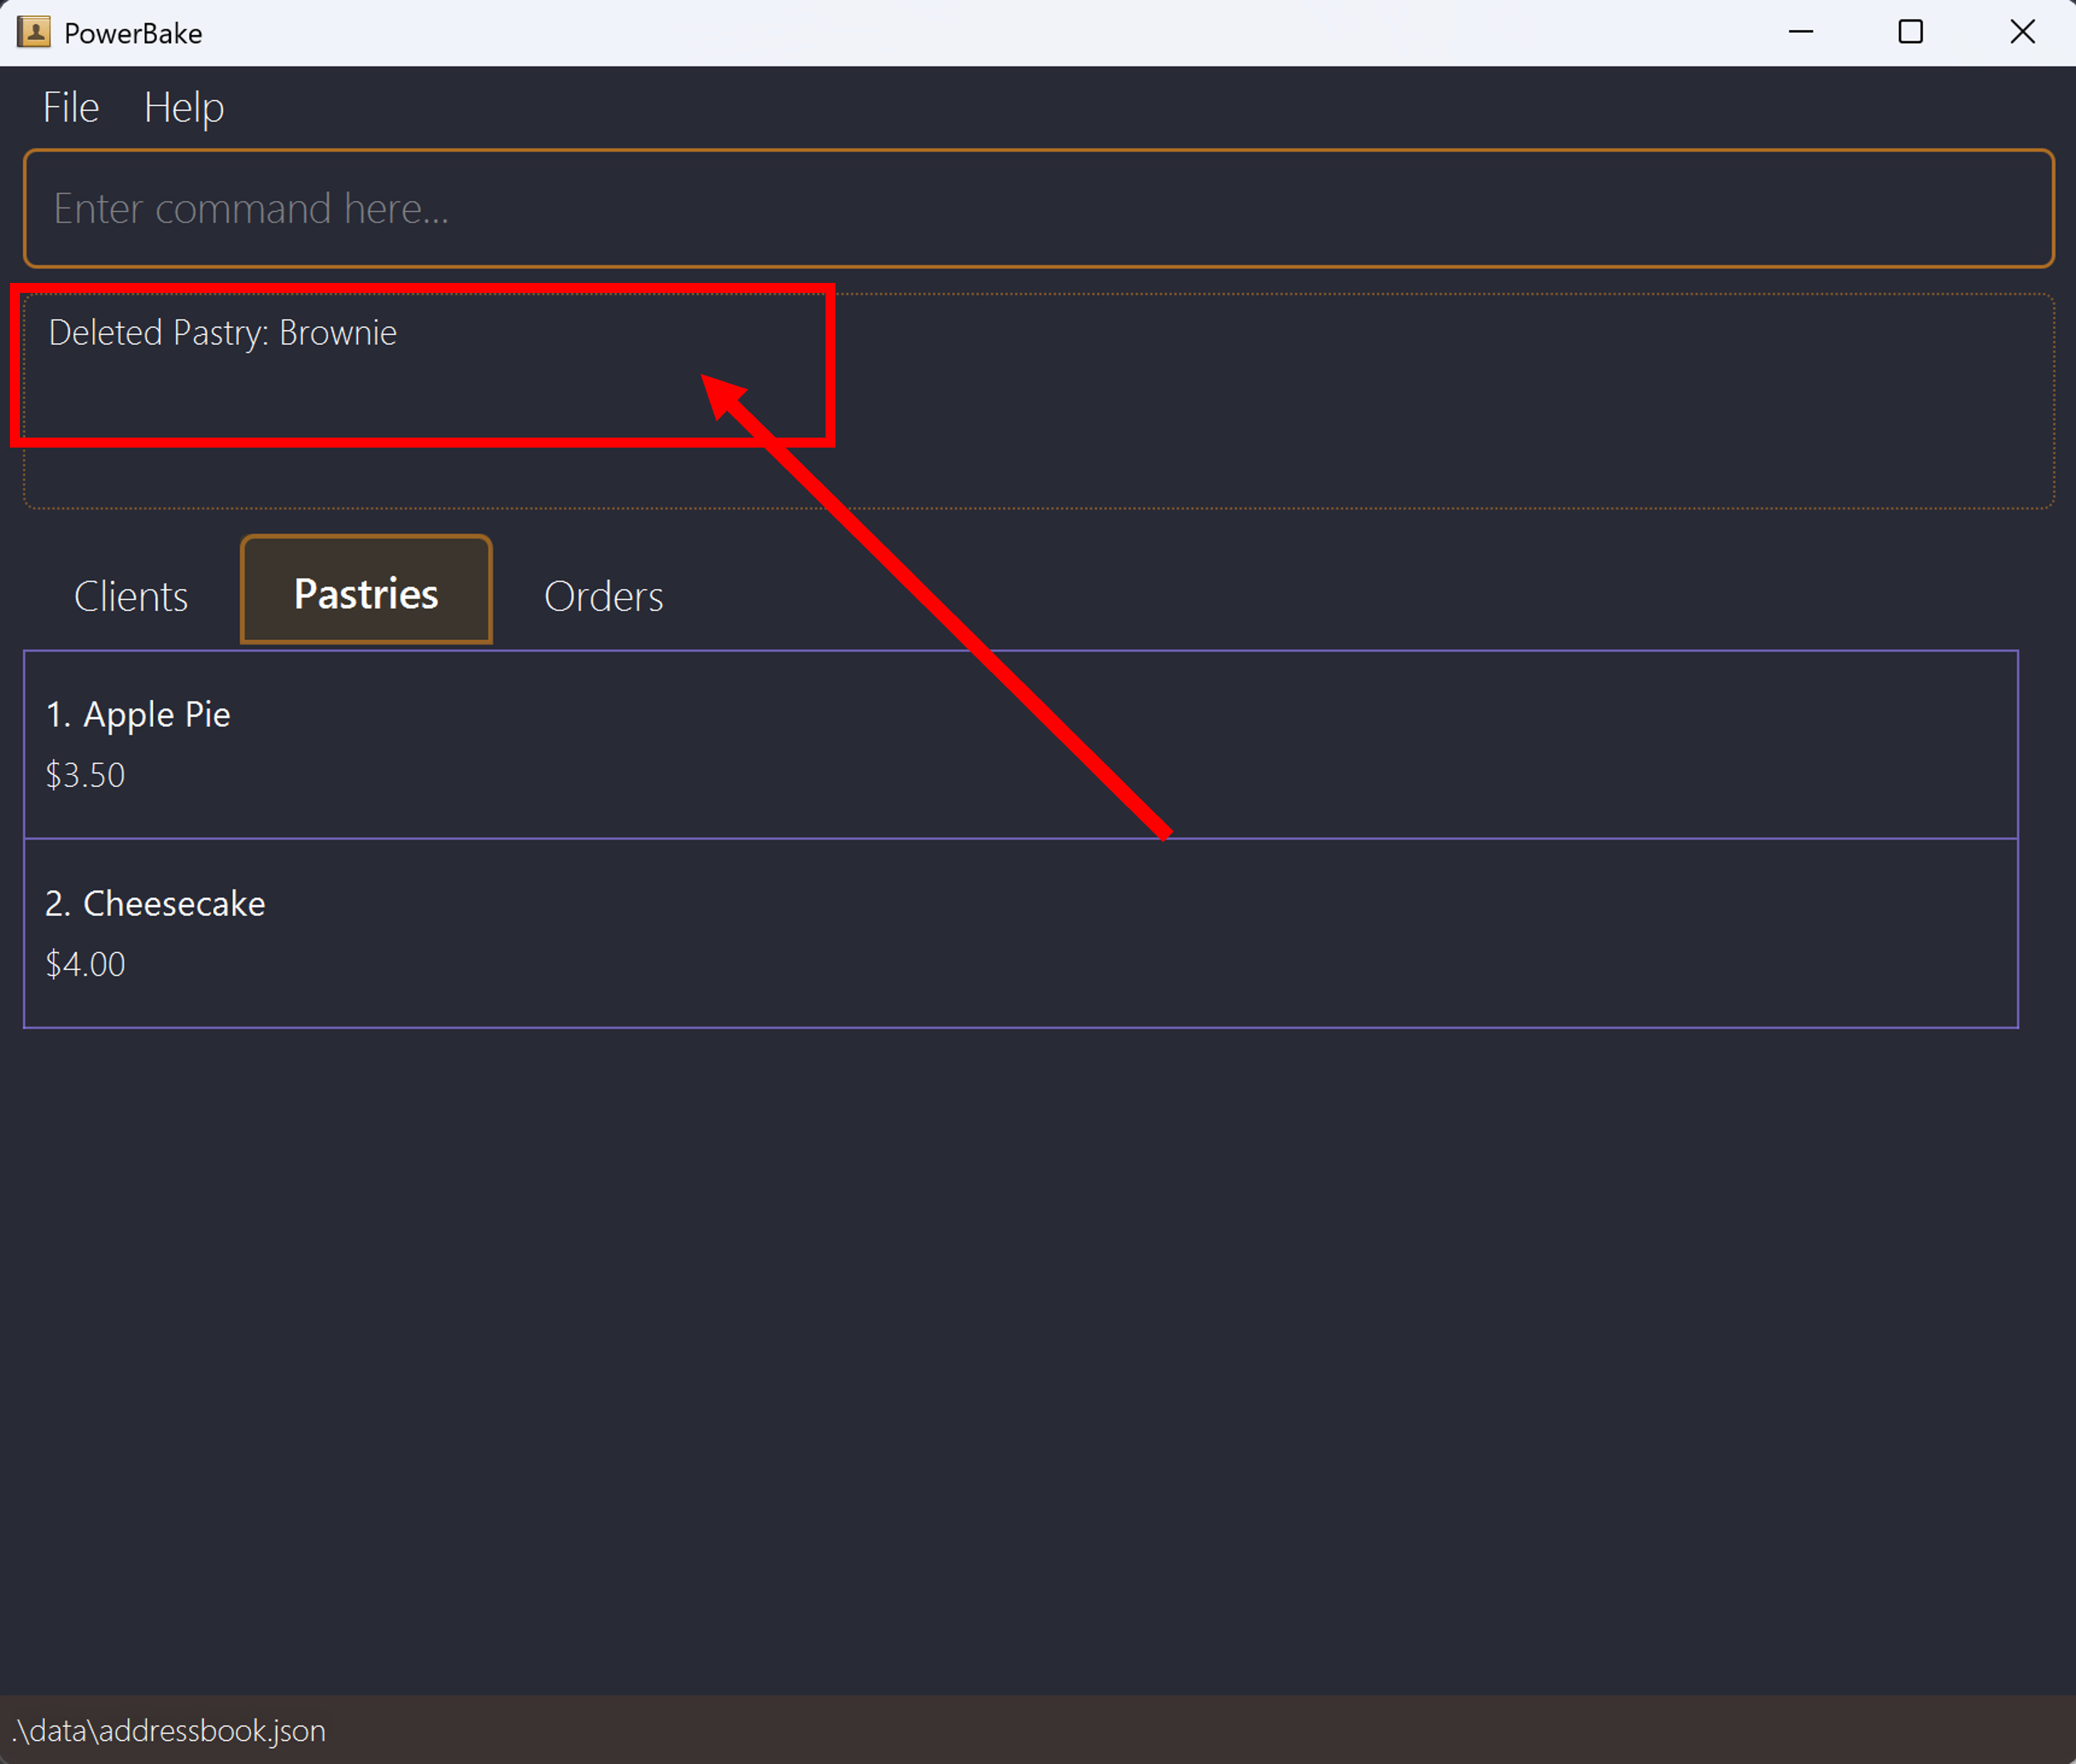 PowerBake
File Help
Enter command here...
Deleted Pastry: Brownie
Clients Pastries Orders
1. Apple Pie
$3.50
2. Cheesecake
$4.00
.\data\addressbook.json